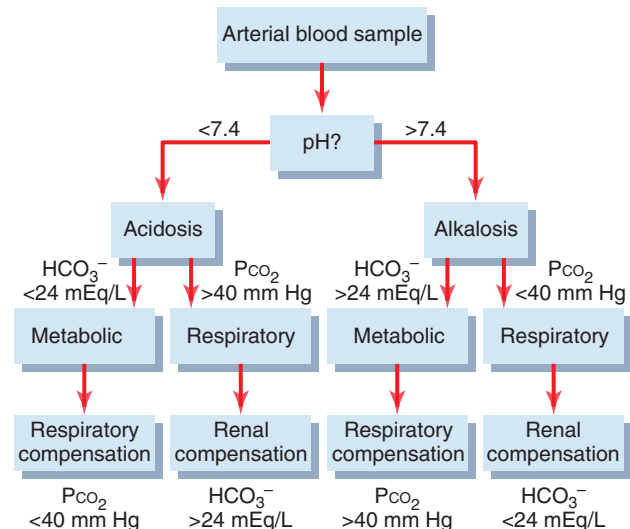 Arterial blood sample
<7.4
pH?
>7.4
Acidosis
Alkalosis
HCO₃⁻
<24 mEq/L
PCO₂
>40 mm Hg
HCO₃⁻
>24 mEq/L
PCO₂
<40 mm Hg
Metabolic
Respiratory
Metabolic
Respiratory
Respiratory
compensation
Renal
compensation
Respiratory
compensation
Renal
compensation
PCO₂
<40 mm Hg
HCO₃⁻
>24 mEq/L
PCO₂
>40 mm Hg
HCO₃⁻
<24 mEq/L